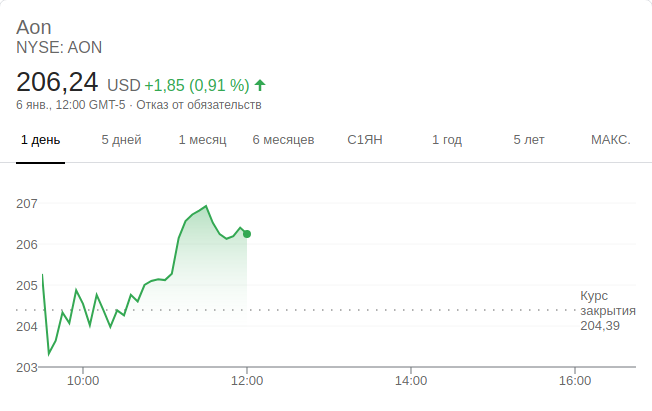 Aon
NYSE: AON
206,24 USD +1,85 (0,91 %)
6 янв., 12:00 GMT-5 · Отказ от обязательств
1 день 5 дней 1 месяц 6 месяцев С1ЯН 1 год 5 лет МАКС.
207
206
205
204
203
Курс
закрытия
204,39
10:00 12:00 14:00 16:00